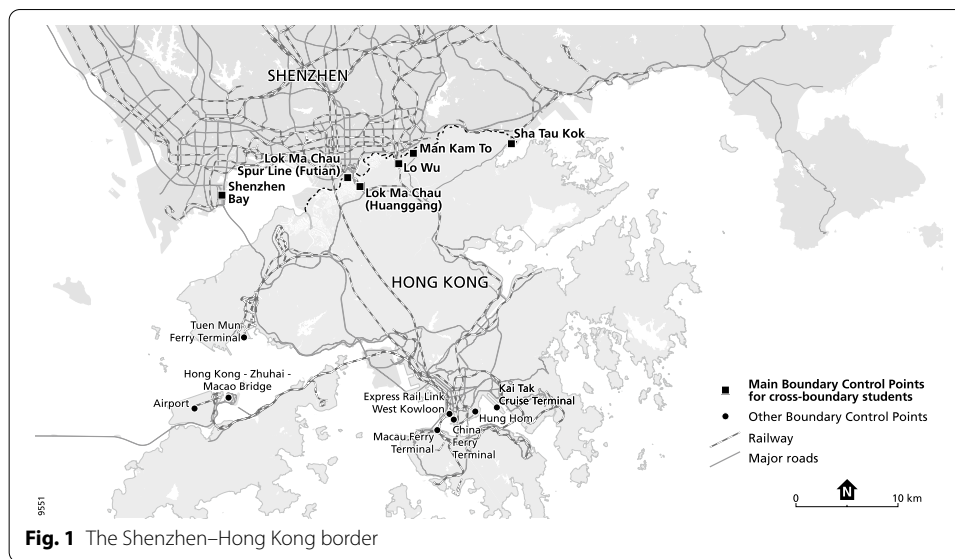 SHENZHEN
Sha Tau Kok
Man Kam To
Lok Ma Chau
Spur Line (Futian)
Lo Wu
Shenzhen
Bay
Lok Ma Chau
(Huanggang)
HONG KONG
Tuen Mun
Ferry Terminal
Hong Kong - Zhuhai -
Macao Bridge
Airport
Express Rail Link
West Kowloon
Kai Tak
Cruise Terminal
Hung Hom
China
Ferry
Terminal
Macau Ferry
Terminal
Main Boundary Control Points
for cross-boundary students
Other Boundary Control Points
Railway
Major roads
N
0 10 km
9551
Fig. 1 The Shenzhen–Hong Kong border